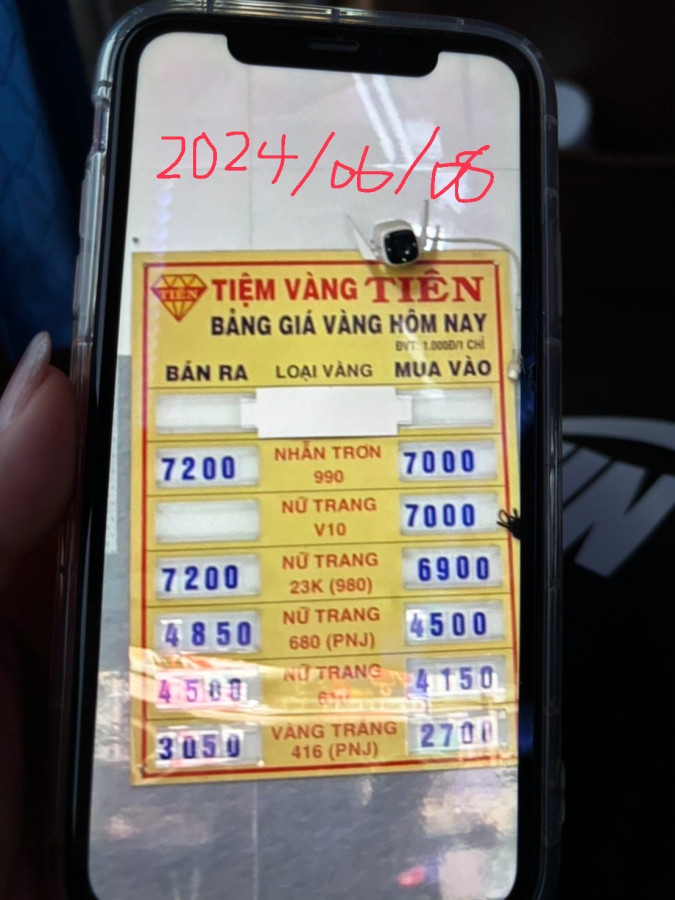 2024/06/08
TIÊN TIỆM VÀNG TIÊN
BẢNG GIÁ VÀNG HÔM NAY
ĐVT: 1.000Đ/1 CHỈ
BÁN RA LOẠI VÀNG MUA VÀO
7200 NHẪN TRƠN 990 7000
NỮ TRANG V10 7000
7200 NỮ TRANG 23K (980) 6900
4850 NỮ TRANG 680 (PNJ) 4500
4500 NỮ TRANG 4150
3050 VÀNG TRẮNG 416 (PNJ) 2700